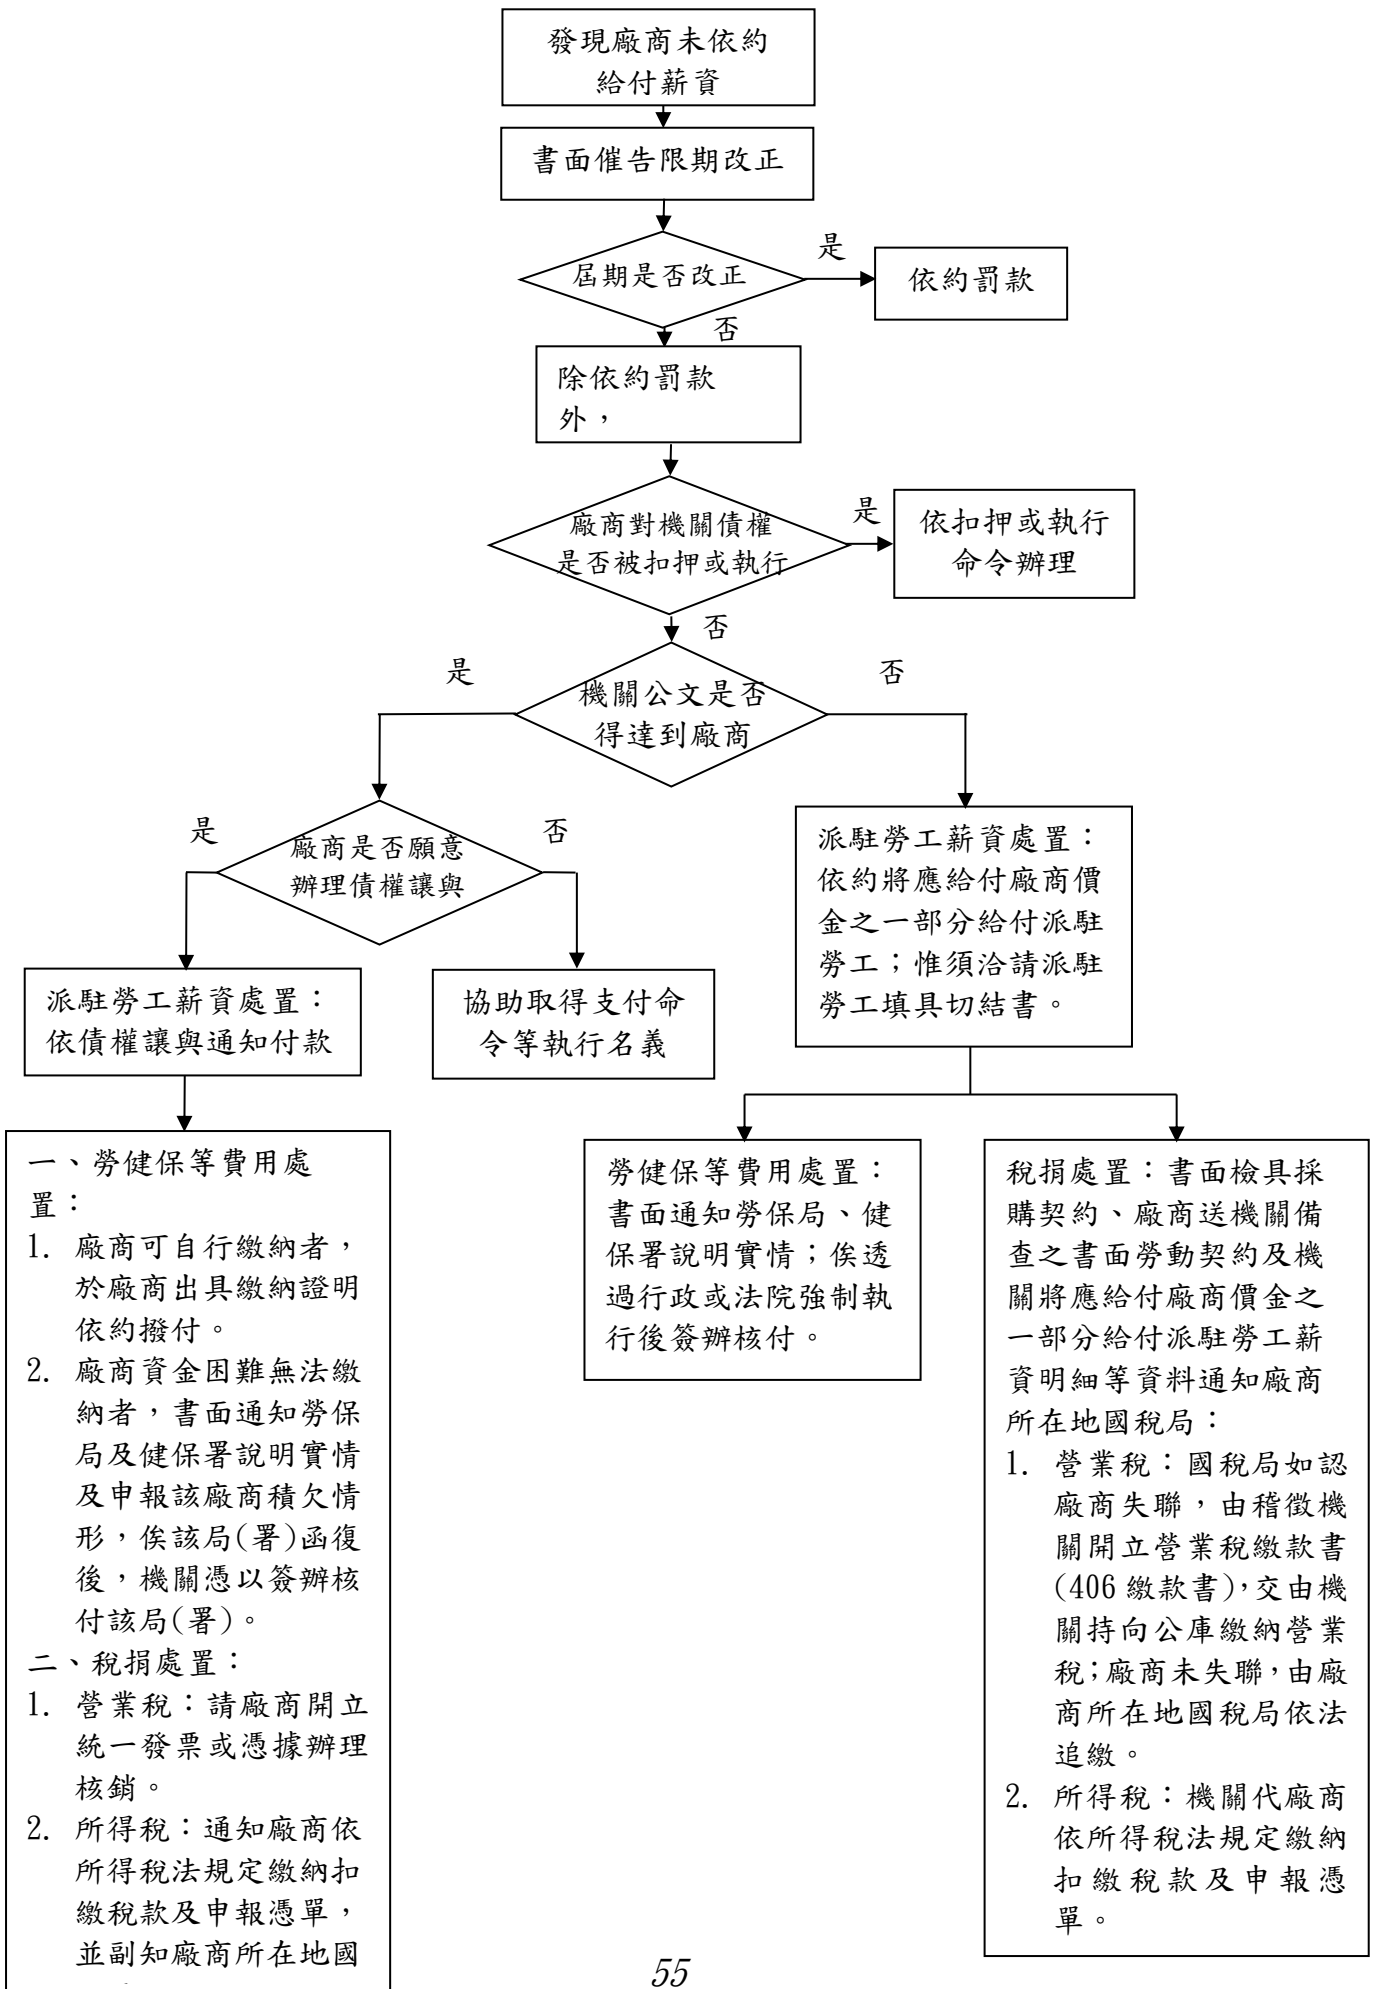 發現廠商未依約
給付薪資
書面催告限期改正
屆期是否改正
是
依約罰款
否
除依約罰款
外，
廠商對機關債權
是否被扣押或執行
是
依扣押或執行
命令辦理
否
機關公文是否
得達到廠商
是
否
廠商是否願意
辦理債權讓與
是
否
派駐勞工薪資處置：
依債權讓與通知付款
協助取得支付命
令等執行名義
派駐勞工薪資處置：
依約將應給付廠商價
金之一部分給付派駐
勞工；惟須洽請派駐
勞工填具切結書。
一、勞健保等費用處
置：
1. 廠商可自行繳納者，
於廠商出具繳納證明
依約撥付。
2. 廠商資金困難無法繳
納者，書面通知勞保
局及健保署說明實情
及申報該廠商積欠情
形，俟該局(署)函復
後，機關憑以簽辦核
付該局(署)。
二、稅捐處置：
1. 營業稅：請廠商開立
統一發票或憑據辦理
核銷。
2. 所得稅：通知廠商依
所得稅法規定繳納扣
繳稅款及申報憑單，
並副知廠商所在地國
勞健保等費用處置：
書面通知勞保局、健
保署說明實情；俟透
過行政或法院強制執
行後簽辦核付。
稅捐處置：書面檢具採
購契約、廠商送機關備
查之書面勞動契約及機
關將應給付廠商價金之
一部分給付派駐勞工薪
資明細等資料通知廠商
所在地國稅局：
1. 營業稅：國稅局如認
廠商失聯，由稽徵機
關開立營業稅繳款書
(406 繳款書)，交由機
關持向公庫繳納營業
稅；廠商未失聯，由廠
商所在地國稅局依法
追繳。
2. 所得稅：機關代廠商
依所得稅法規定繳納
扣繳稅款及申報憑
單。
55